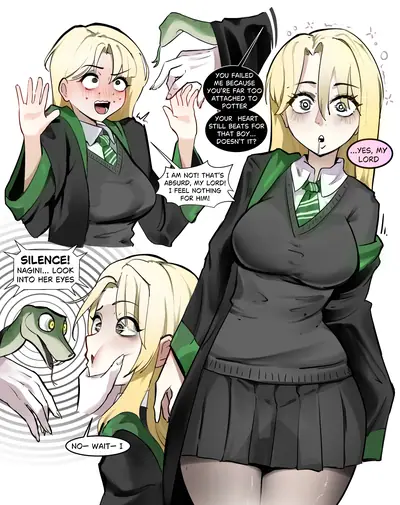 YOU FAILED
ME BECAUSE
YOU'RE FAR TOO
ATTACHED TO
POTTER
YOUR HEART
STILL BEATS FOR
THAT BOY...
DOESN'T IT?
I AM NOT! THAT'S
ABSURD, MY LORD!
I FEEL NOTHING
FOR HIM!
...YES, MY
LORD
SILENCE!
NAGINI... LOOK
INTO HER EYES
NO— WAIT— I